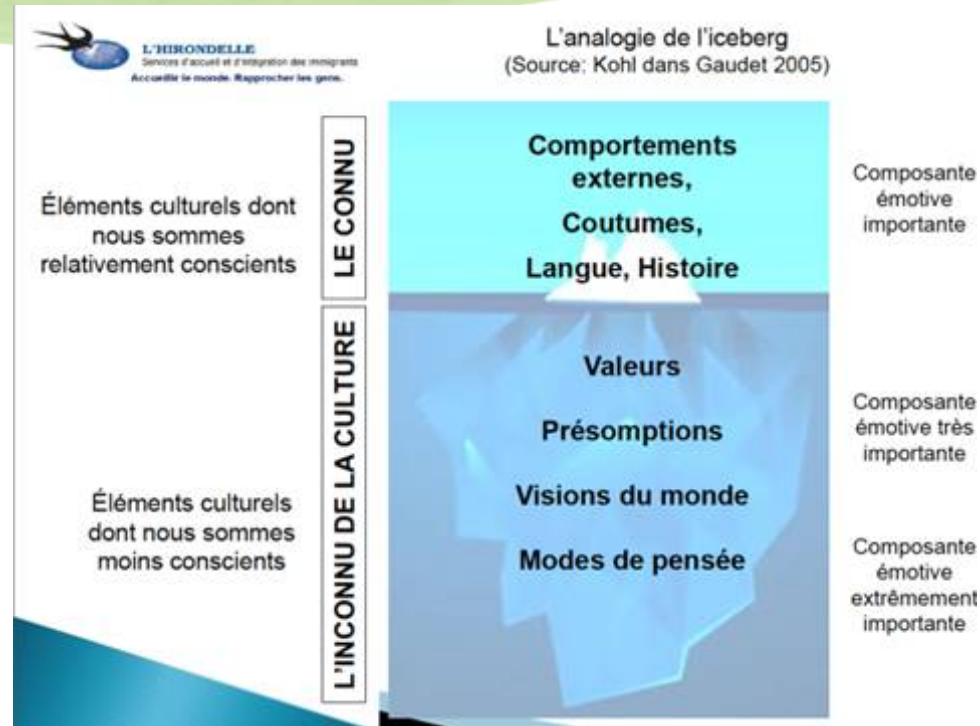 L'HIRONDELLE
Services d'accueil et d'intégration des immigrants
Accueillir le monde. Rapprocher les gens.
L'analogie de l'iceberg
(Source: Kohl dans Gaudet 2005)
Éléments culturels dont
nous sommes
relativement conscients
LE CONNU
Comportements
externes,
Coutumes,
Langue, Histoire
Composante
émotive
importante
Éléments culturels
dont nous sommes
moins conscients
L'INCONNU DE LA CULTURE
Valeurs
Présomptions
Visions du monde
Modes de pensée
Composante
émotive très
importante
Composante
émotive
extrêmement
importante